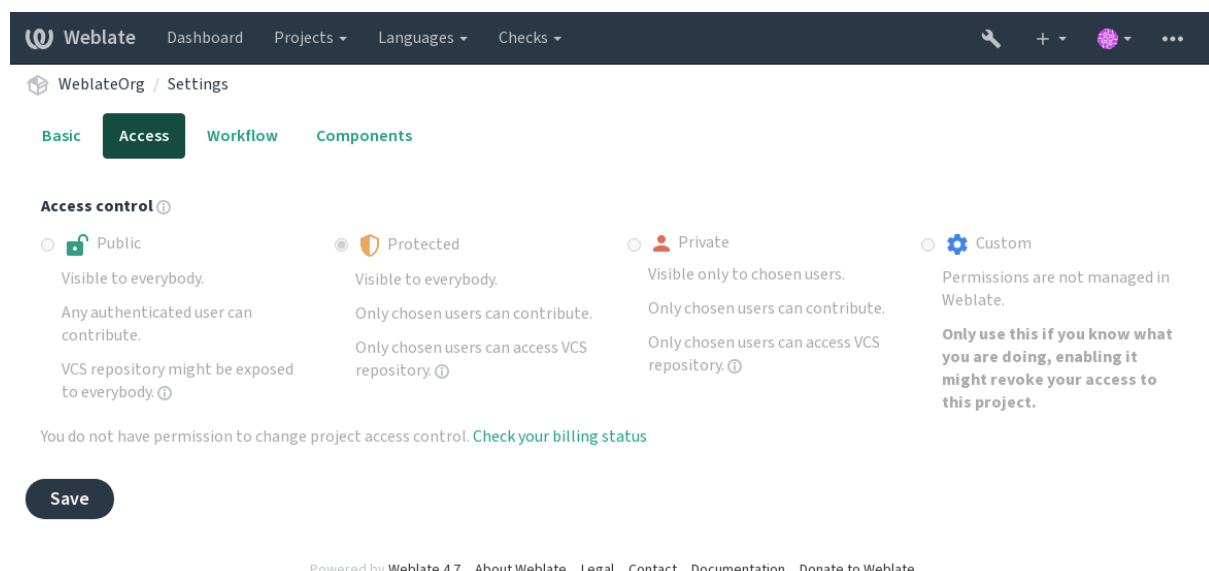 Weblate Dashboard Projects Languages Checks
WeblateOrg / Settings
Basic Access Workflow Components
Access control
Public
Visible to everybody.
Any authenticated user can
contribute.
VCS repository might be exposed
to everybody.
Protected
Visible to everybody.
Only chosen users can contribute.
Only chosen users can access VCS
repository.
Private
Visible only to chosen users.
Only chosen users can contribute.
Only chosen users can access VCS
repository.
Custom
Permissions are not managed in
Weblate.
Only use this if you know what
you are doing, enabling it
might revoke your access to
this project.
You do not have permission to change project access control. Check your billing status
Save
Powered by Weblate 4.7 About Weblate Legal Contact Documentation Donate to Weblate